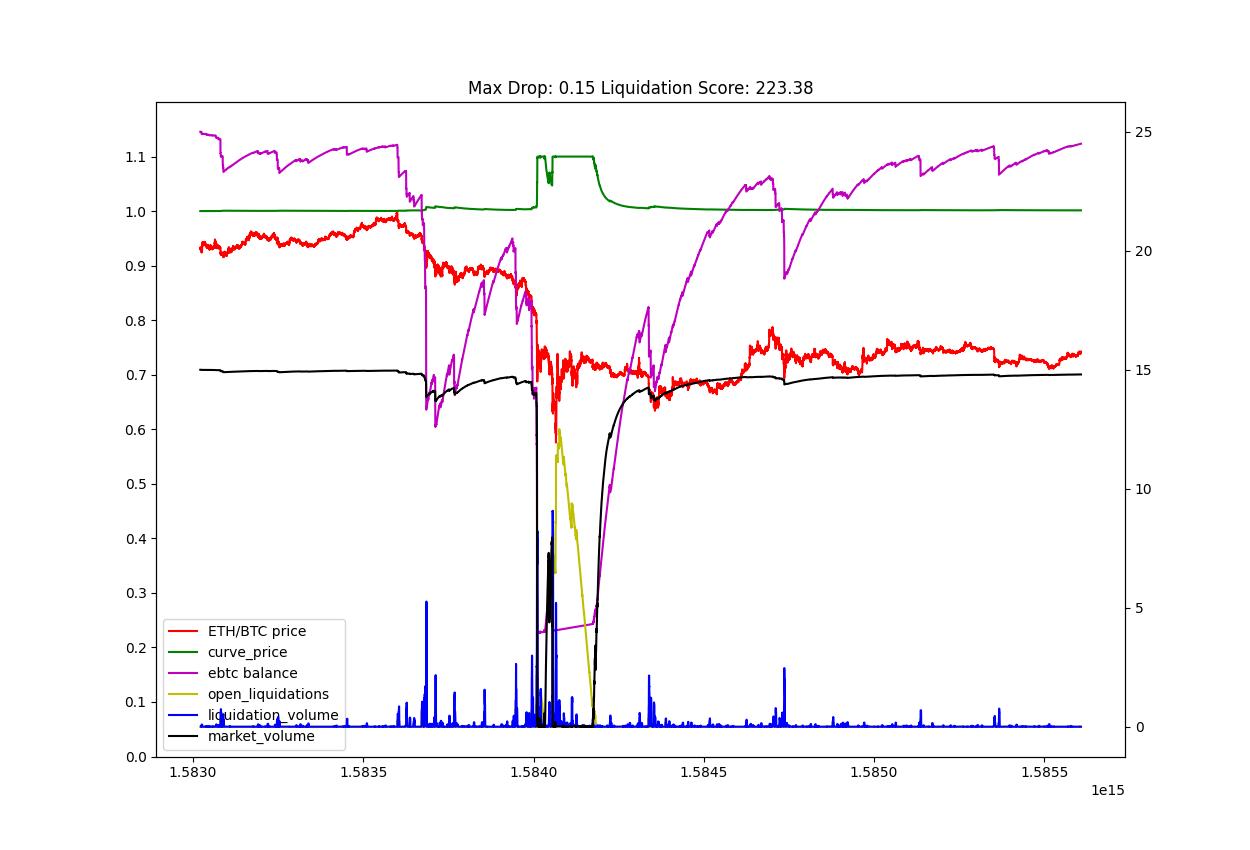 Max Drop: 0.15 Liquidation Score: 223.38
1.1
1.0
0.9
0.8
0.7
0.6
0.5
0.4
0.3
0.2
0.1
0.0
25
20
15
10
5
0
ETH/BTC price
curve_price
ebtc balance
open_liquidations
liquidation_volume
market_volume
1.5830 1.5835 1.5840 1.5845 1.5850 1.5855
1e15